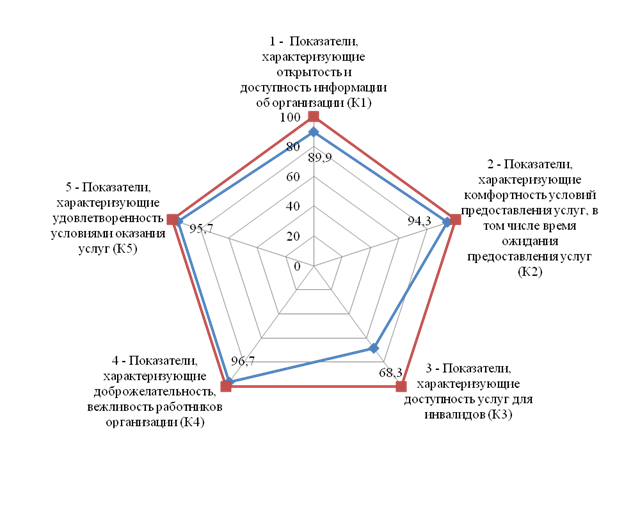 1 - Показатели,
характеризующие
открытость и
доступность информации
об организации (К1)
100
80
89,9
60
40
20
0
2 - Показатели,
характеризующие
комфортность условий
предоставления услуг, в
том числе время
ожидания
предоставления услуг
(К2)
94,3
3 - Показатели,
характеризующие
доступность услуг для
инвалидов (К3)
68,3
4 - Показатели,
характеризующие
доброжелательность,
вежливость работников
организации (К4)
96,7
5 - Показатели,
характеризующие
удовлетворенность
условиями оказания
услуг (К5)
95,7